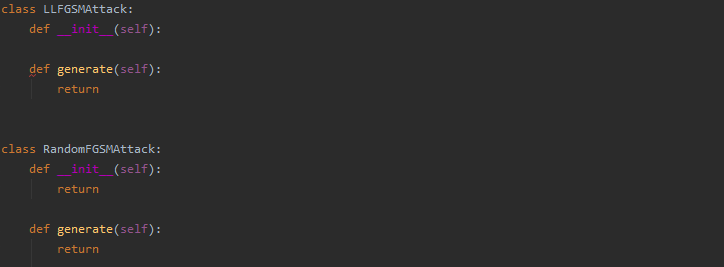 class LLFGSMAttack:
    def __init__(self):
    def generate(self):
        return
class RandomFGSMAttack:
    def __init__(self):
        return
    def generate(self):
        return